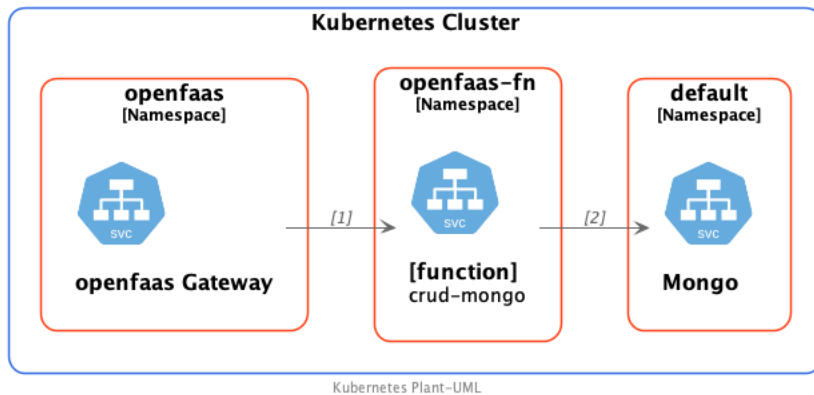 Kubernetes Cluster
openfaas
[Namespace]
svc
openfaas Gateway
[1]
openfaas-fn
[Namespace]
svc
[function]
crud-mongo
[2]
default
[Namespace]
svc
Mongo
Kubernetes Plant-UML